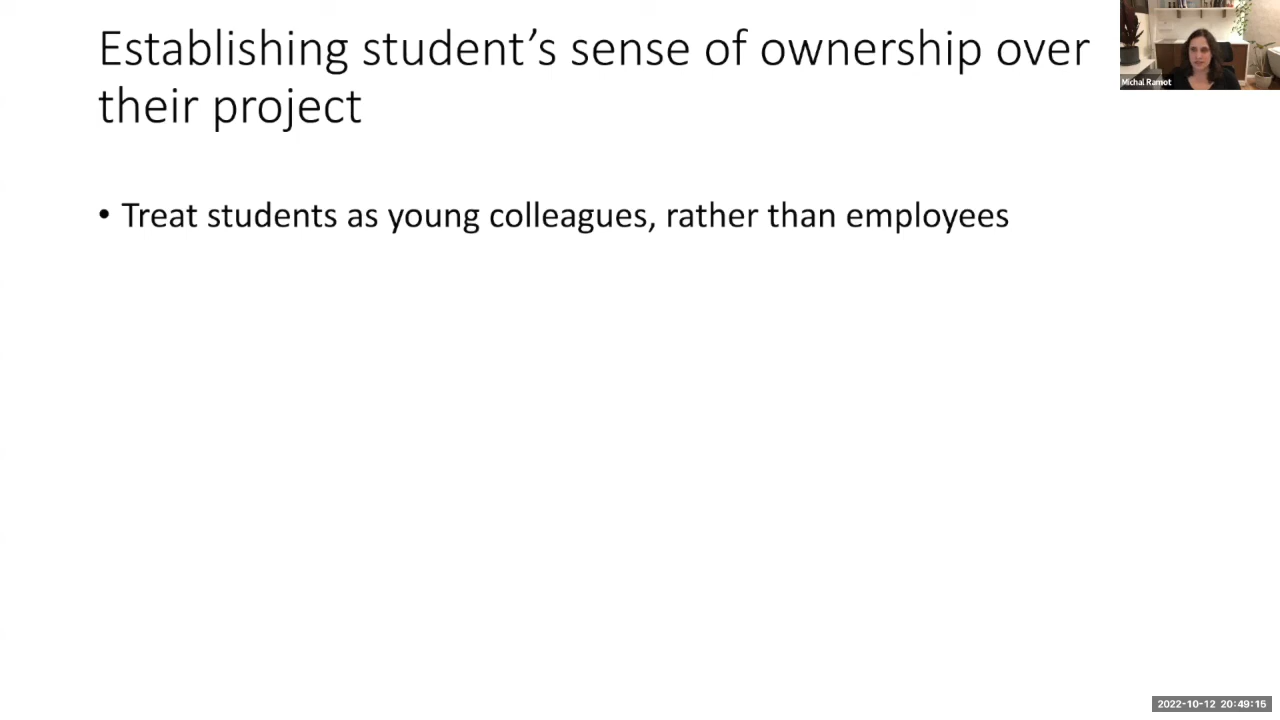 Establishing student’s sense of ownership over
their project
Michal Ramot
• Treat students as young colleagues, rather than employees
2022-10-12 20:49:15